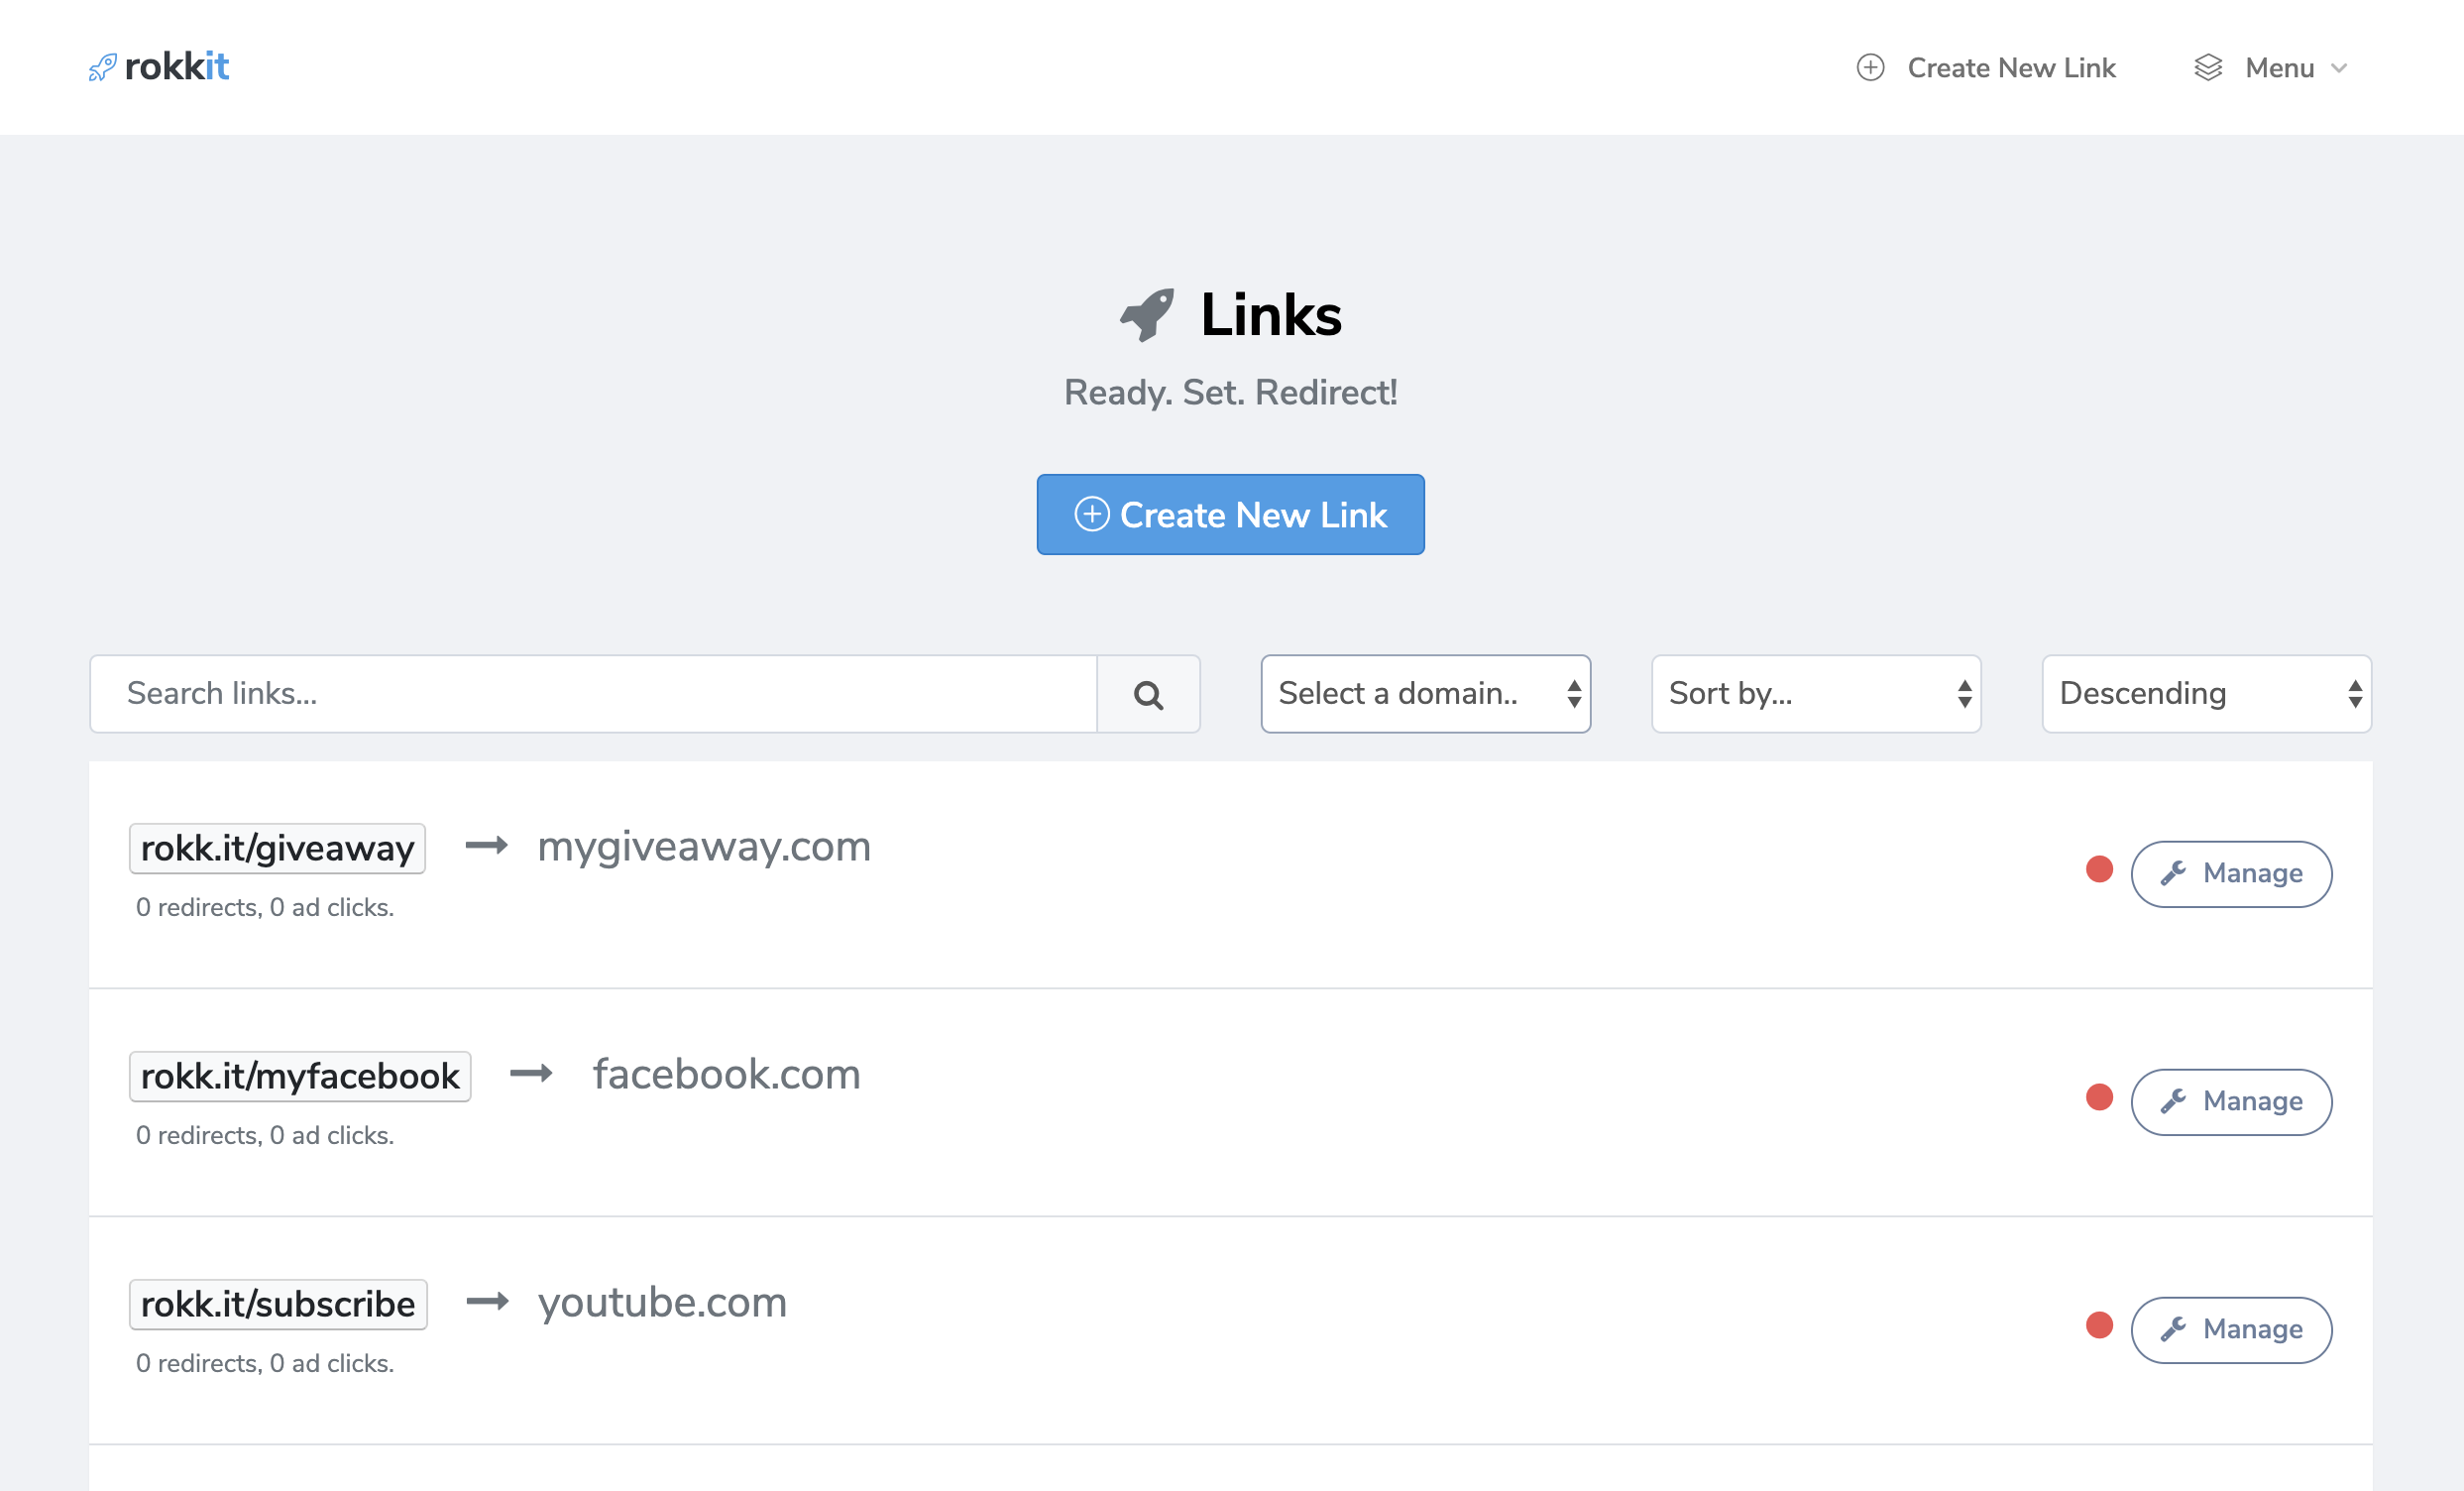 rokkit
Create New Link
Menu
Links
Ready. Set. Redirect!
Create New Link
Search links...
Select a domain..
Sort by...
Descending
rokk.it/giveaway
mygiveaway.com
Manage
0 redirects, 0 ad clicks.
rokk.it/myfacebook
facebook.com
Manage
0 redirects, 0 ad clicks.
rokk.it/subscribe
youtube.com
Manage
0 redirects, 0 ad clicks.